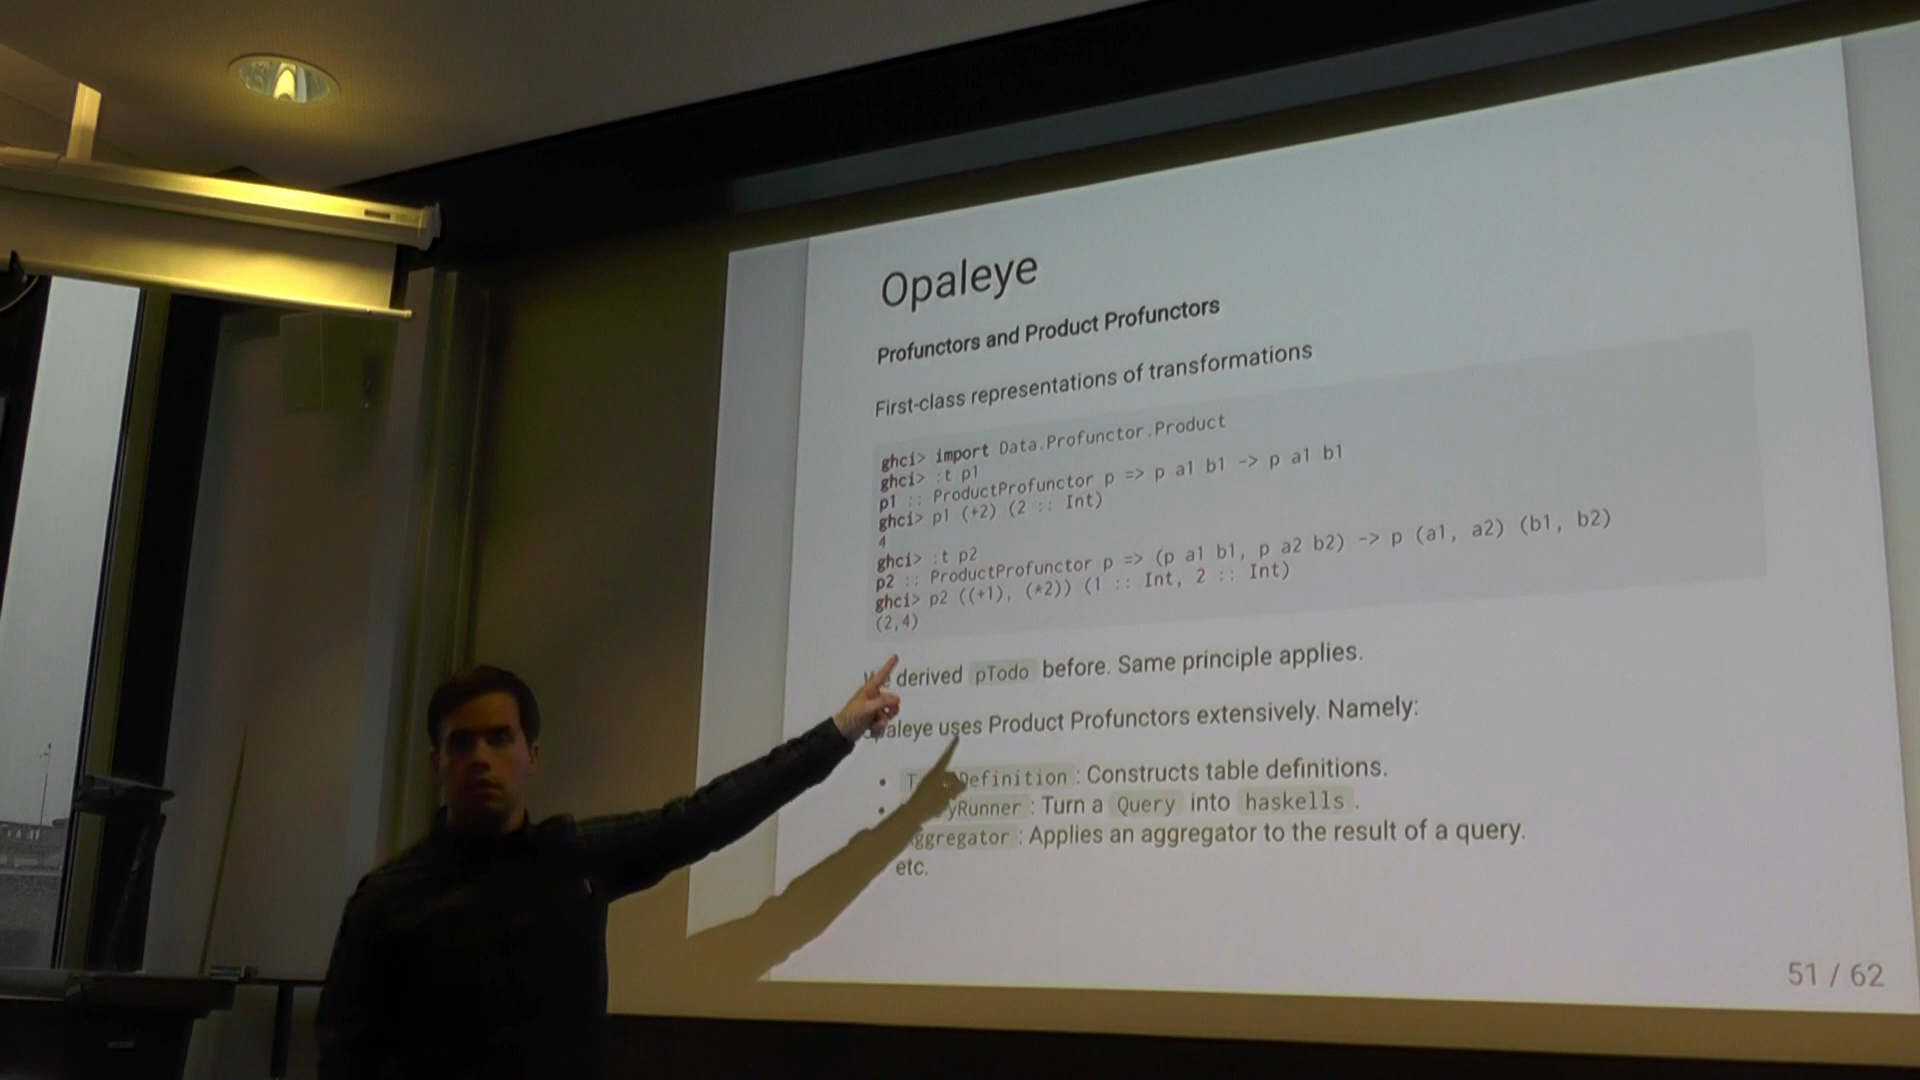 Opaleye
Profunctors and Product Profunctors
First-class representations of transformations
ghci> import Data.Profunctor.Product
ghci> :t p1
p1 :: ProductProfunctor p => p a1 b1 -> p a1 b1
ghci> p1 (+2) (2 :: Int)
4
ghci> :t p2
p2 :: ProductProfunctor p => (p a1 b1, p a2 b2) -> p (a1, a2) (b1, b2)
ghci> p2 ((+1), (*2)) (1 :: Int, 2 :: Int)
(2,4)
derived pTodo before. Same principle applies.
paleye uses Product Profunctors extensively. Namely:
• Definition : Constructs table definitions.
• yRunner : Turn a Query into haskells .
ggregator : Applies an aggregator to the result of a query.
etc.
51 / 62